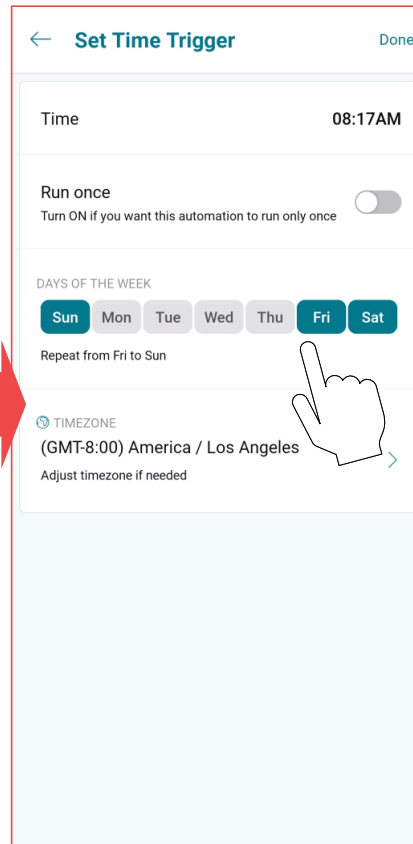 Set Time Trigger Done
Time 08:17AM
Run once
Turn ON if you want this automation to run only once
DAYS OF THE WEEK
Sun Mon Tue Wed Thu Fri Sat
Repeat from Fri to Sun
TIMEZONE
(GMT-8:00) America / Los Angeles
Adjust timezone if needed